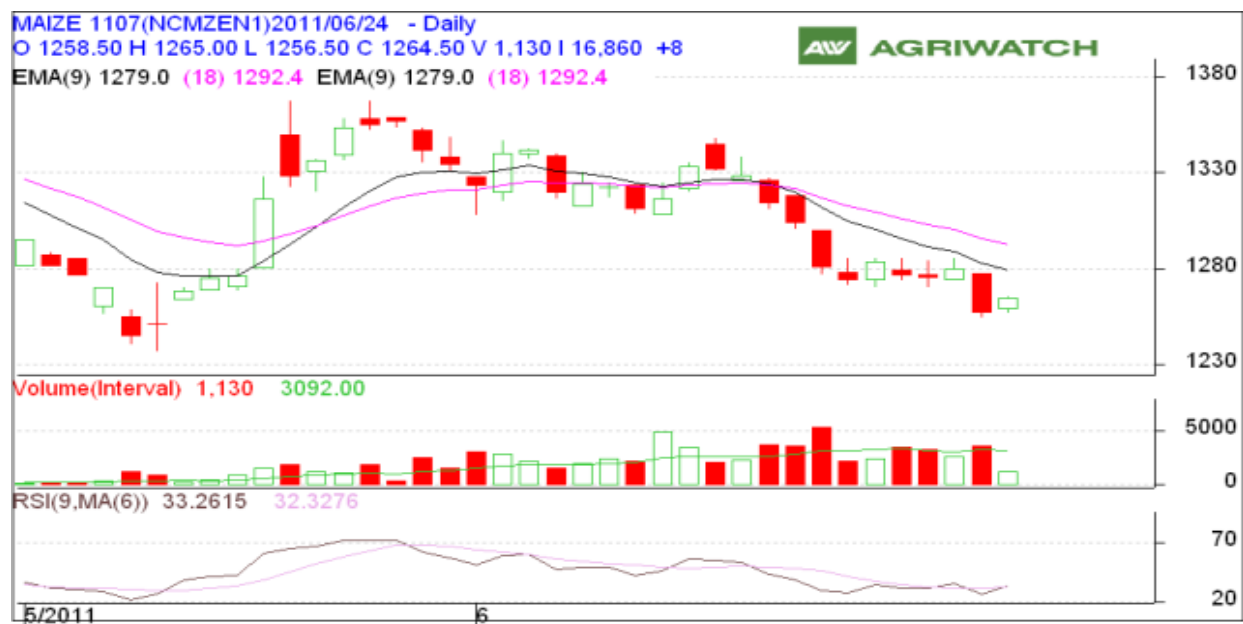 MAIZE 1107(NCMZEN1)2011/06/24 - Daily
O 1258.50 H 1265.00 L 1256.50 C 1264.50 V 1,130 I 16,860 +8
AW AGRIWATCH
EMA(9) 1279.0 (18) 1292.4 EMA(9) 1279.0 (18) 1292.4
1380
1330
1280
1230
Volume(Interval) 1,130 3092.00
5000
0
RSI(9,MA(6)) 33.2615 32.3276
70
20
5/2011 6